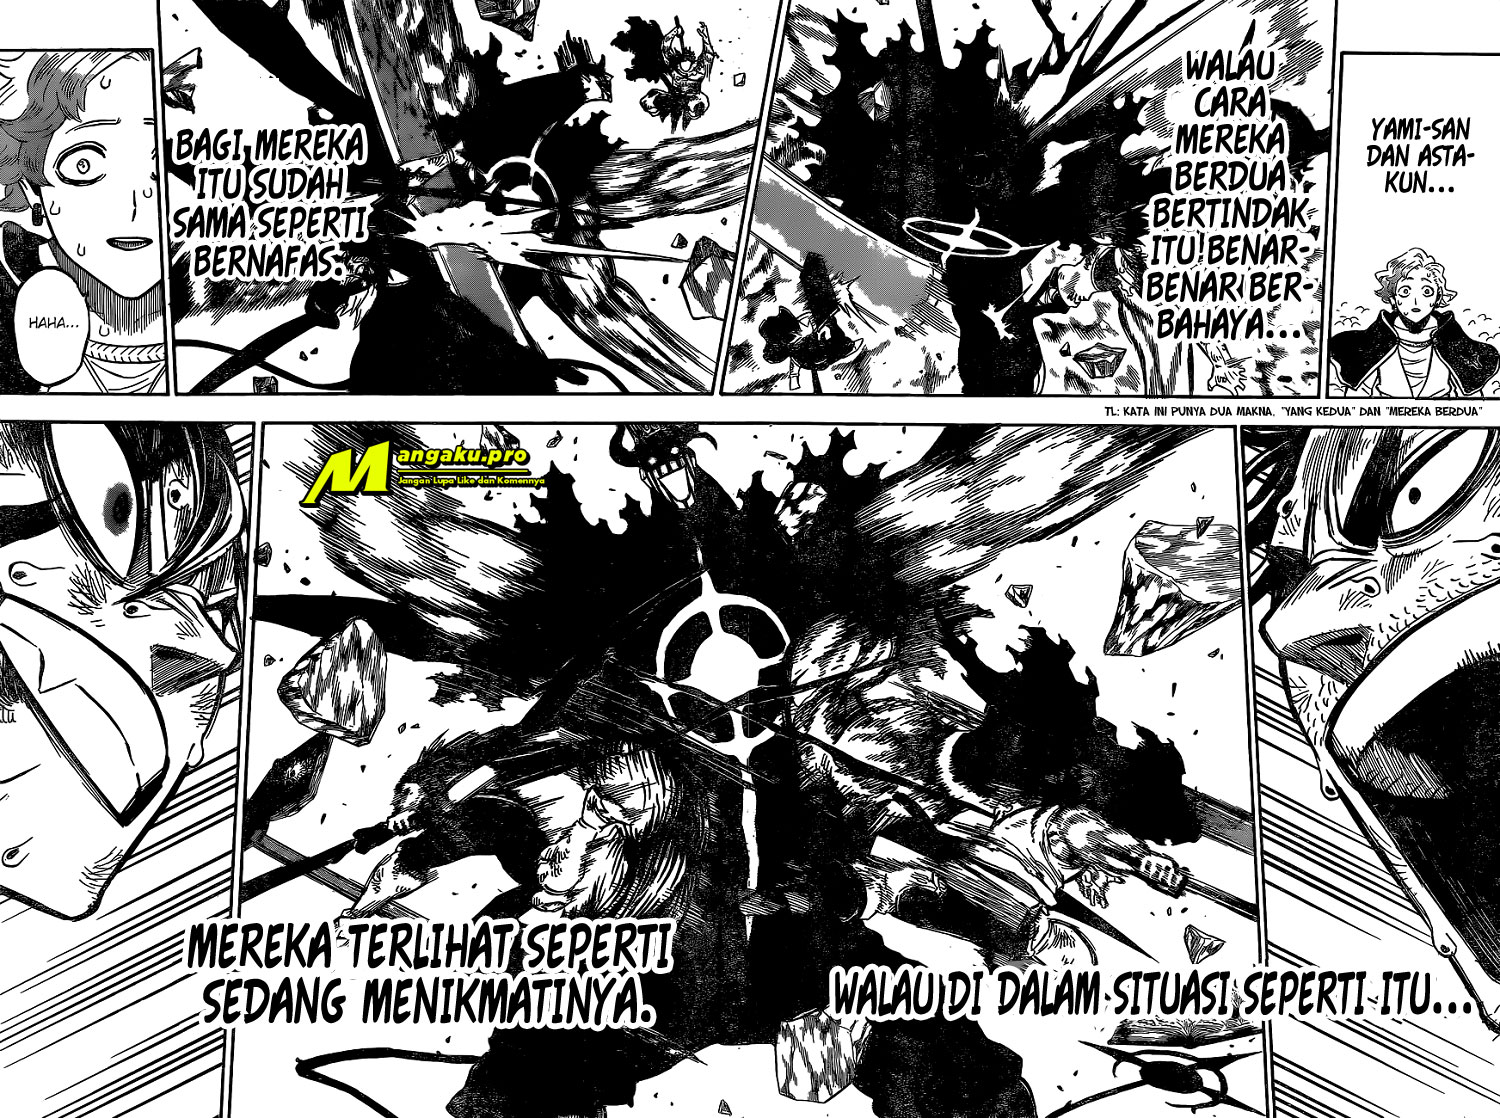 YAMI-SAN
DAN ASTA-
KUN...
WALAU
CARA
MEREKA
BERDUA
BERTINDAK
ITU BENAR-
BENAR BER-
BAHAYA...
BAGI MEREKA
ITU SUDAH
SAMA SEPERTI
BERNAFAS.
HAHA...
TL: KATA INI PUNYA DUA MAKNA, "YANG KEDUA" DAN "MEREKA BERDUA"
Mangaku.pro
Jangan Lupa Like dan Komennya
WALAU DI DALAM SITUASI SEPERTI ITU...
MEREKA TERLIHAT SEPERTI
SEDANG MENIKMATINYA.